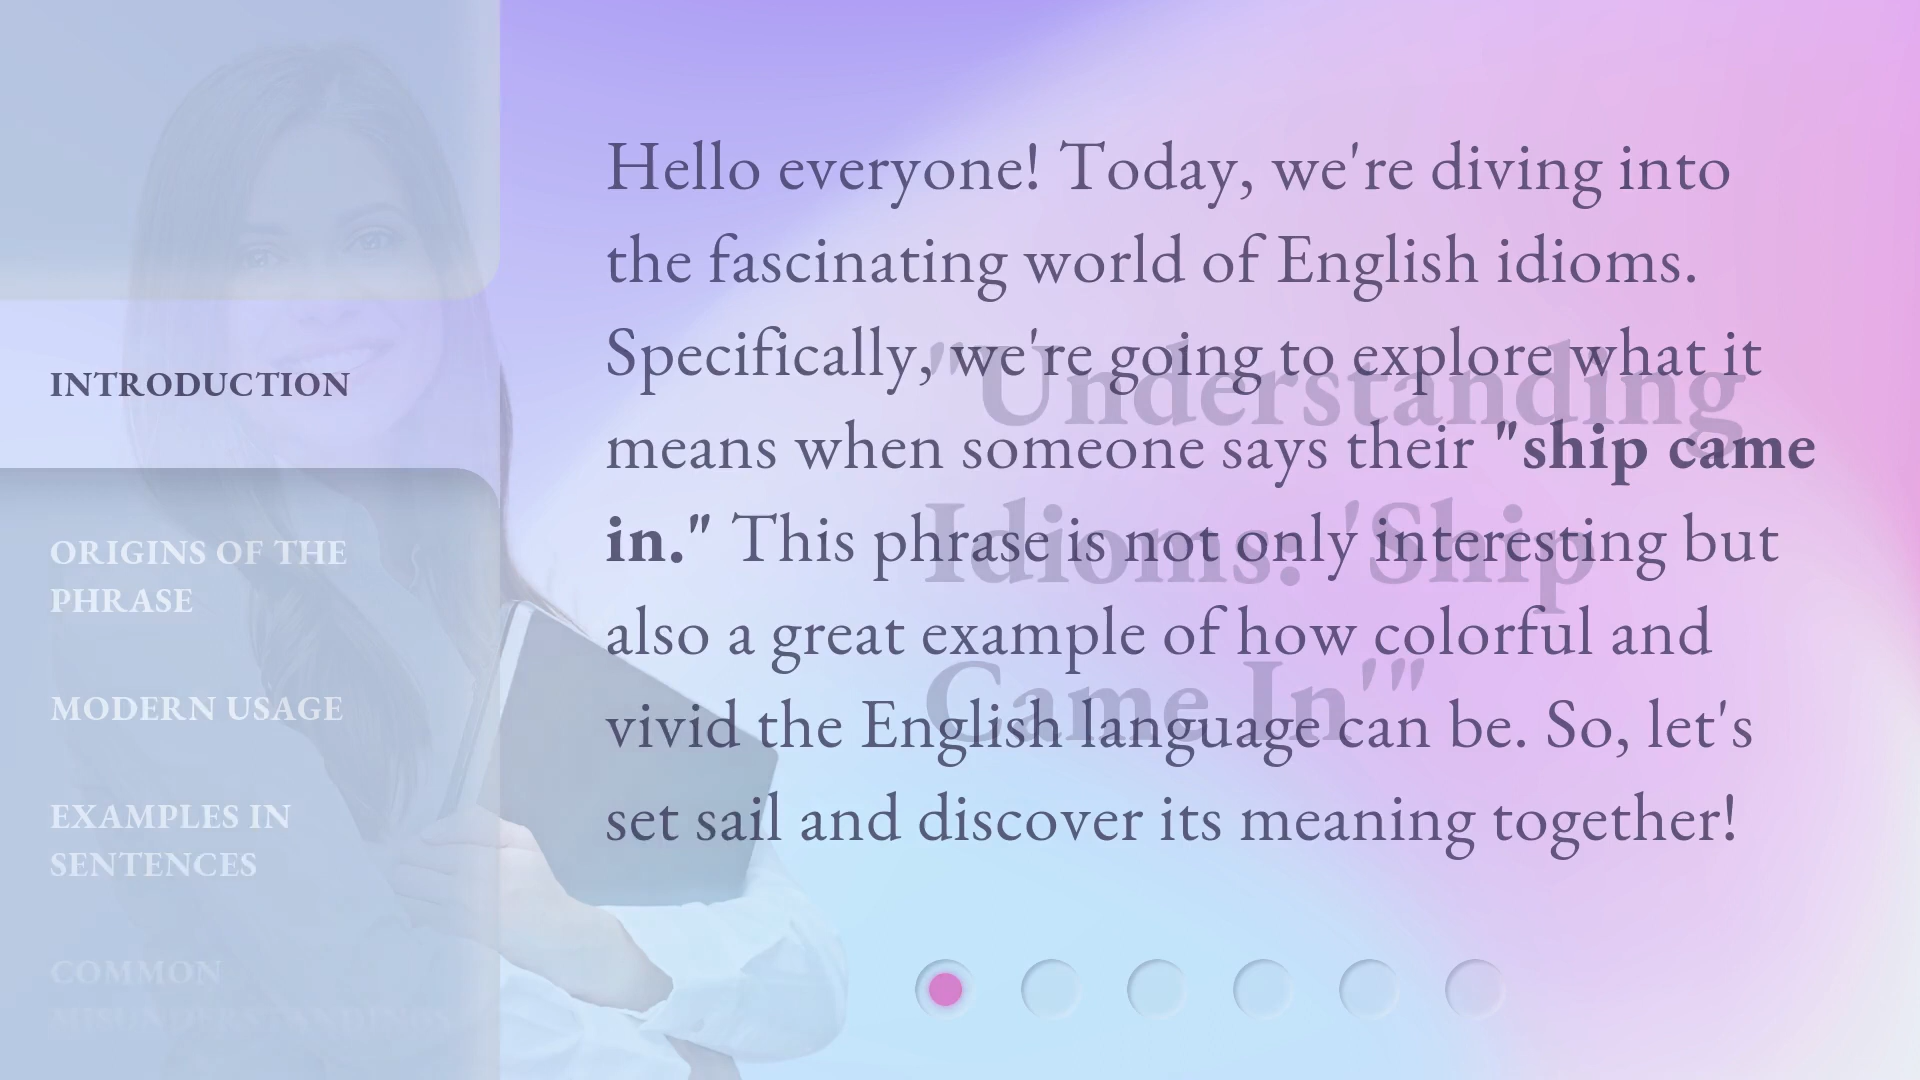 INTRODUCTION
ORIGINS OF THE
PHRASE
MODERN USAGE
EXAMPLES IN
SENTENCES
COMMON
MISUNDERSTANDINGS
Hello everyone! Today, we're diving into
the fascinating world of English idioms.
Specifically, we're going to explore what it
means when someone says their "ship came
in." This phrase is not only interesting but
also a great example of how colorful and
vivid the English language can be. So, let's
set sail and discover its meaning together!
"Understanding
Idioms: 'Ship
Came In'"